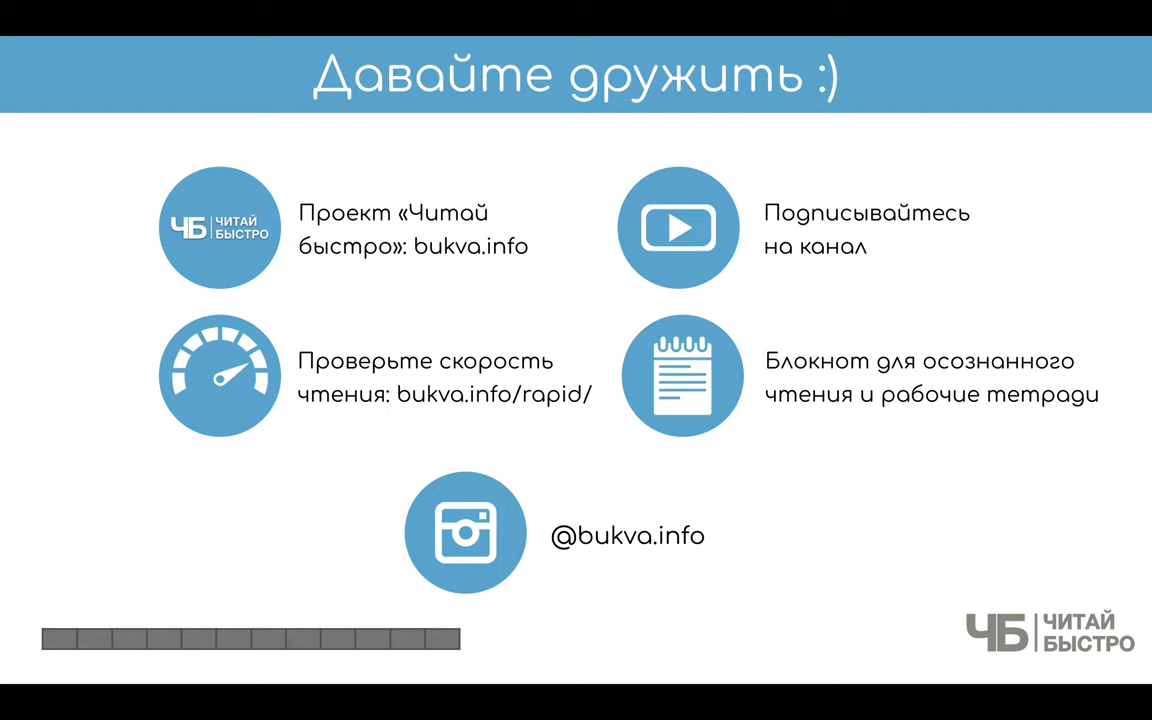 Давайте дружить :)
ЧБ ЧИТАЙ
БЫСТРО
Проект «Читай
быстро»: bukva.info
Подписывайтесь
на канал
Проверьте скорость
чтения: bukva.info/rapid/
Блокнот для осознанного
чтения и рабочие тетради
@bukva.info
ЧБ ЧИТАЙ
БЫСТРО